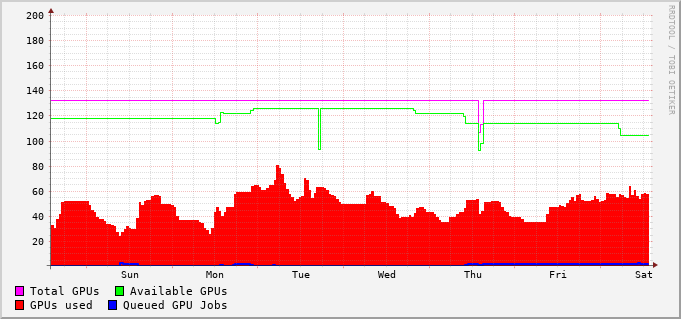 200
180
160
140
120
100
80
60
40
20
Sun Mon Tue Wed Thu Fri Sat
Total GPUs Available GPUs
GPUs used Queued GPU Jobs
RRDTOOL / TOBI OETIKER